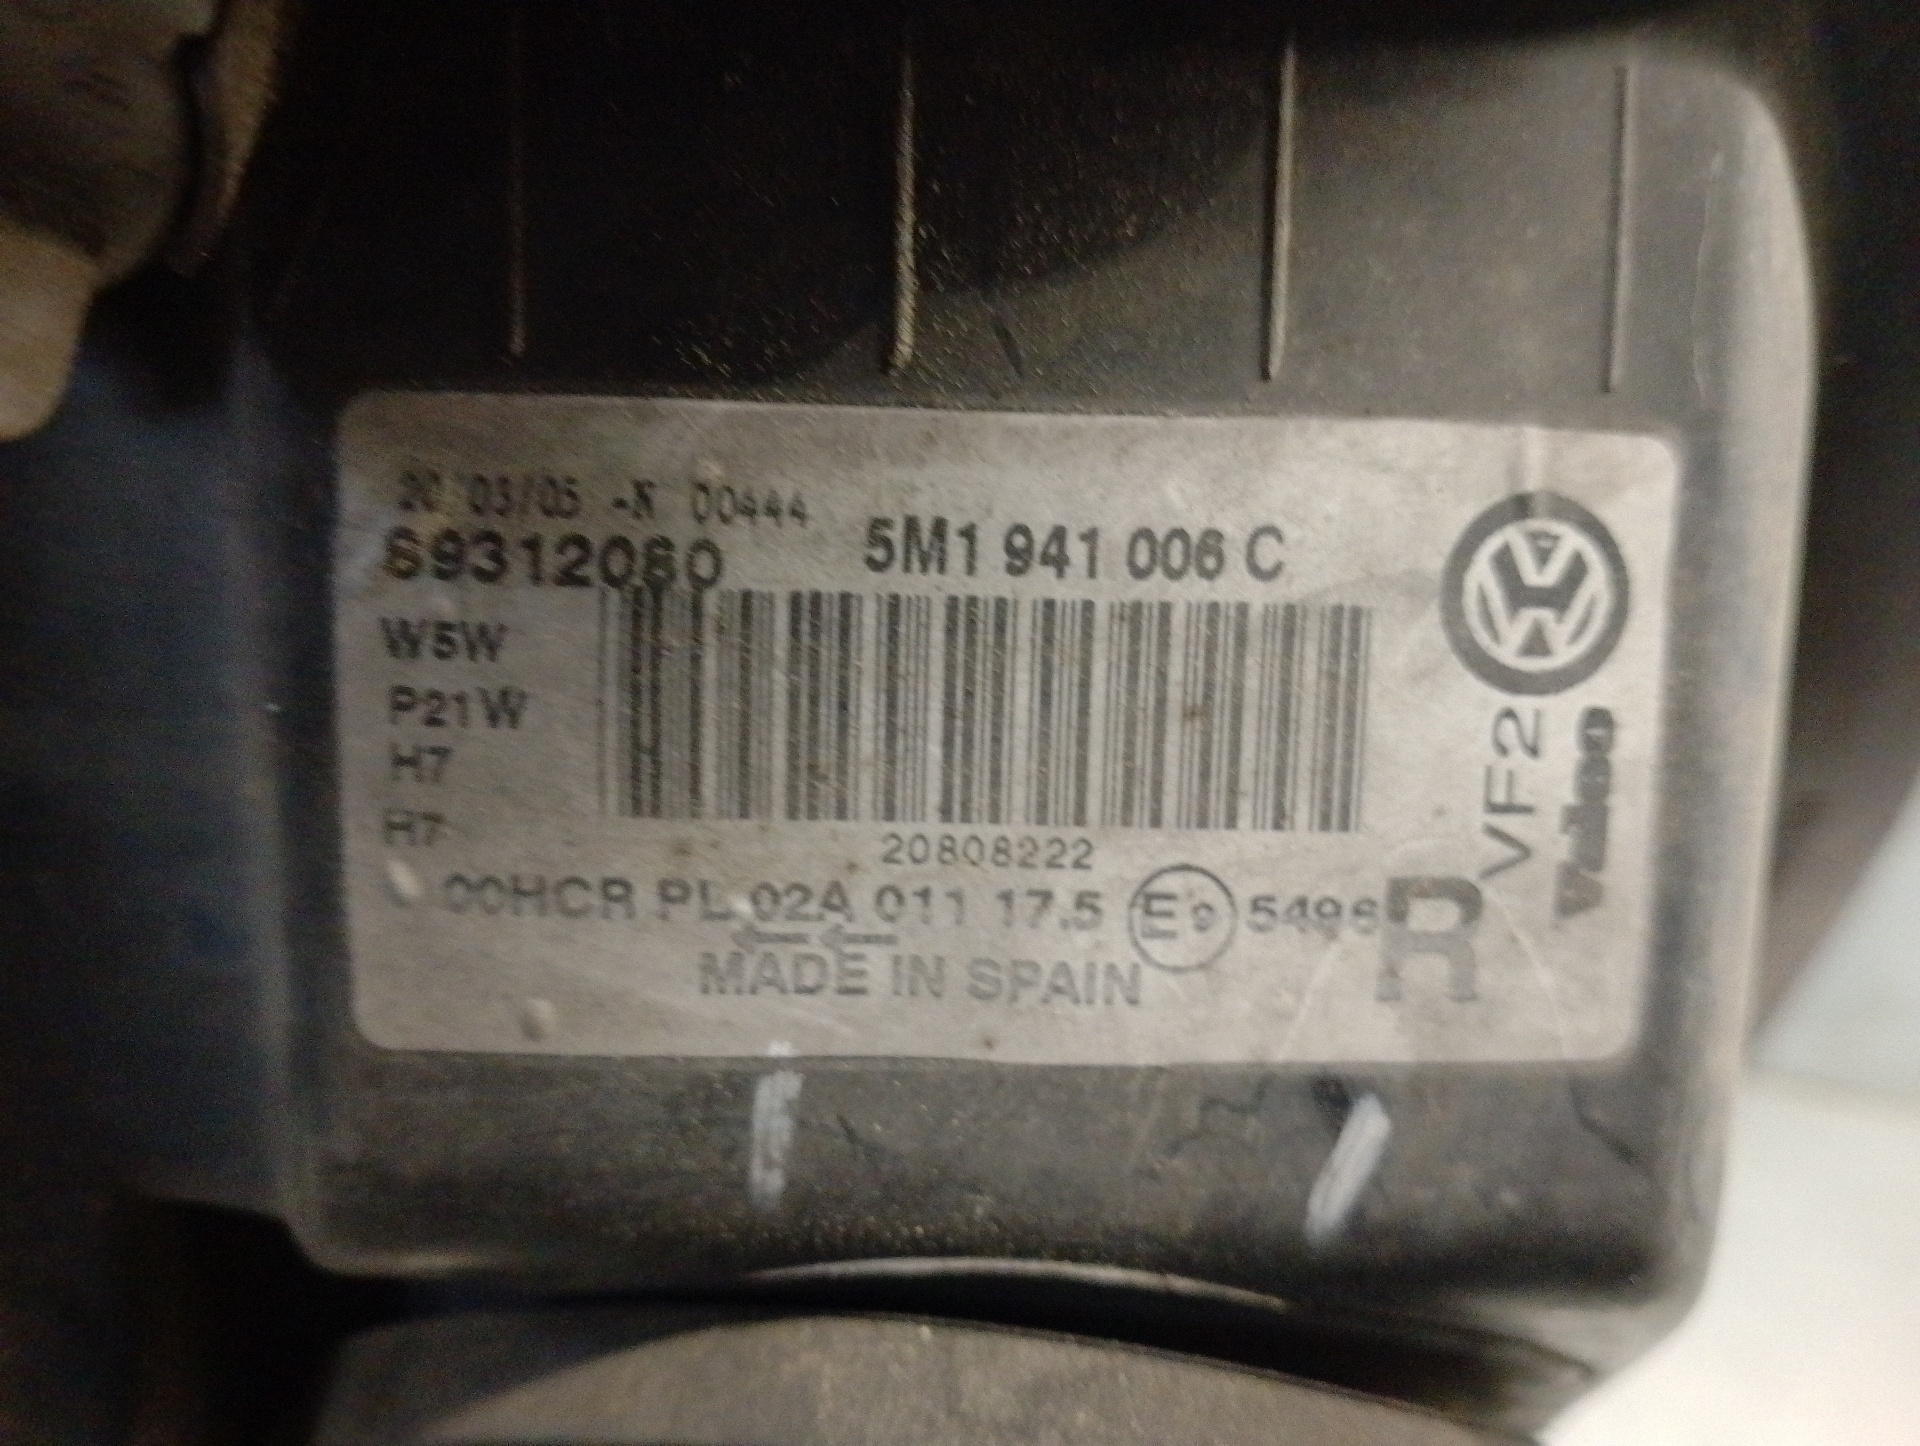 20 03/05 -N 00444
69312080 5M1 941 006 C
W5W
P21W
H7
H7
20808222
00HCR PL 02A 011 17.5 E9 5496
MADE IN SPAIN
R
VF2
Valeo